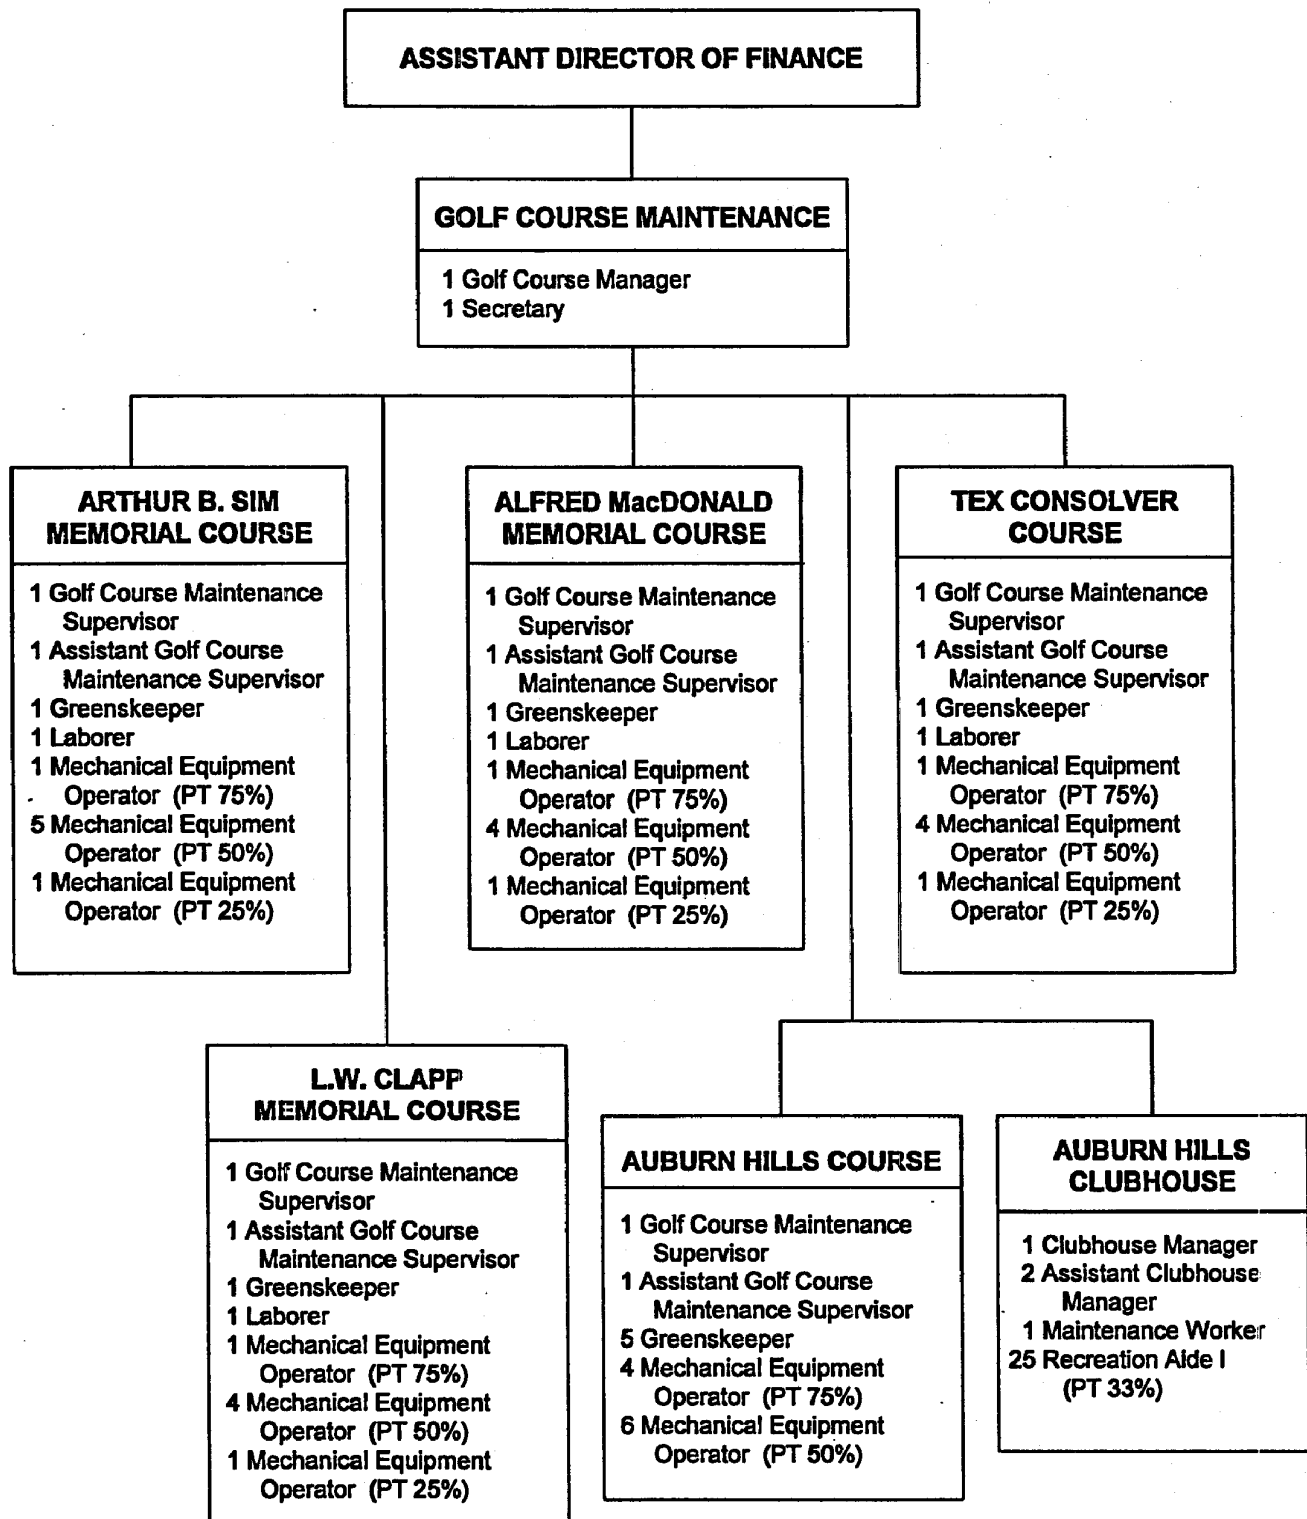 ASSISTANT DIRECTOR OF FINANCE
GOLF COURSE MAINTENANCE
1 Golf Course Manager
1 Secretary
ARTHUR B. SIM
MEMORIAL COURSE
1 Golf Course Maintenance
Supervisor
1 Assistant Golf Course
Maintenance Supervisor
1 Greenskeeper
1 Laborer
1 Mechanical Equipment
Operator (PT 75%)
5 Mechanical Equipment
Operator (PT 50%)
1 Mechanical Equipment
Operator (PT 25%)
ALFRED MacDONALD
MEMORIAL COURSE
1 Golf Course Maintenance
Supervisor
1 Assistant Golf Course
Maintenance Supervisor
1 Greenskeeper
1 Laborer
1 Mechanical Equipment
Operator (PT 75%)
4 Mechanical Equipment
Operator (PT 50%)
1 Mechanical Equipment
Operator (PT 25%)
TEX CONSOLVER
COURSE
1 Golf Course Maintenance
Supervisor
1 Assistant Golf Course
Maintenance Supervisor
1 Greenskeeper
1 Laborer
1 Mechanical Equipment
Operator (PT 75%)
4 Mechanical Equipment
Operator (PT 50%)
1 Mechanical Equipment
Operator (PT 25%)
L.W. CLAPP
MEMORIAL COURSE
1 Golf Course Maintenance
Supervisor
1 Assistant Golf Course
Maintenance Supervisor
1 Greenskeeper
1 Laborer
1 Mechanical Equipment
Operator (PT 75%)
4 Mechanical Equipment
Operator (PT 50%)
1 Mechanical Equipment
Operator (PT 25%)
AUBURN HILLS COURSE
1 Golf Course Maintenance
Supervisor
1 Assistant Golf Course
Maintenance Supervisor
5 Greenskeeper
4 Mechanical Equipment
Operator (PT 75%)
6 Mechanical Equipment
Operator (PT 50%)
AUBURN HILLS
CLUBHOUSE
1 Clubhouse Manager
2 Assistant Clubhouse
Manager
1 Maintenance Worker
25 Recreation Aide I
(PT 33%)